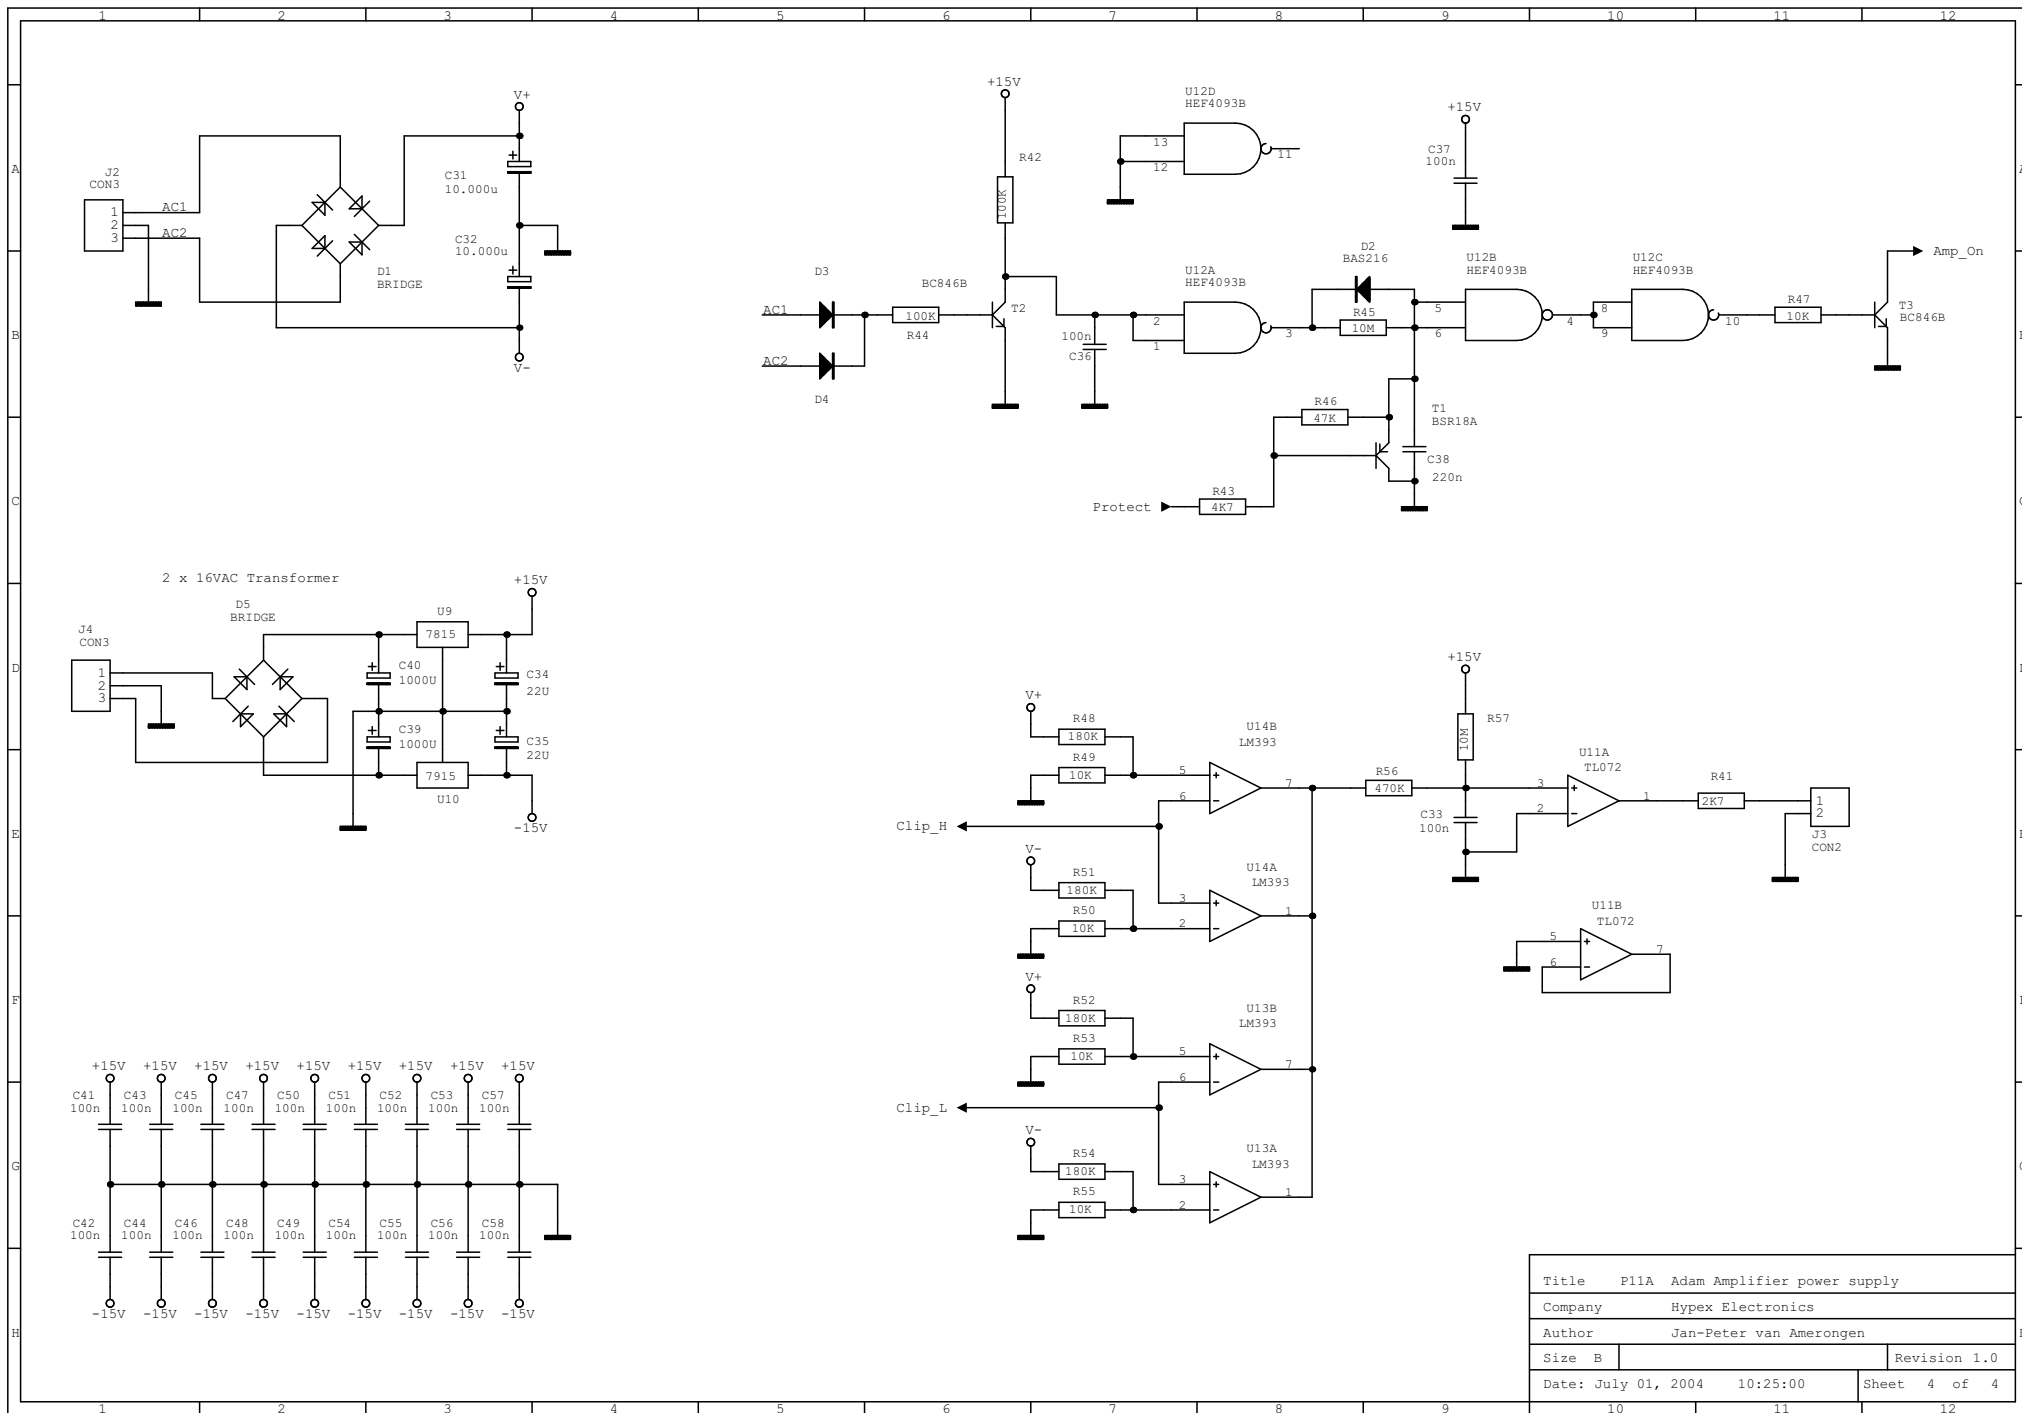 1 2 3 4 5 6 7 8 9 10 11 12
A
B
C
D
E
F
G
H
J2
CON3
1
2
3
AC1
AC2
D1
BRIDGE
V+
C31
10.000u
C32
10.000u
V-
+15V
R42
100K
D3
AC1
AC2
D4
BC846B
100K
R44
T2
100n
C36
U12D
HEF4093B
13
12
11
U12A
HEF4093B
2
1
3
D2
BAS216
R45
10M
+15V
C37
100n
U12B
HEF4093B
5
6
4
U12C
HEF4093B
8
9
10
R47
10K
T3
BC846B
Amp_On
R46
47K
T1
BSR18A
C38
220n
Protect
R43
4K7
2 x 16VAC Transformer
D5
BRIDGE
J4
CON3
1
2
3
U9
7815
+15V
C40
1000U
C34
22U
C39
1000U
C35
22U
7915
U10
-15V
V+
R48
180K
R49
10K
U14B
LM393
5
6
7
Clip_H
V-
R51
180K
R50
10K
U14A
LM393
3
2
1
V+
R52
180K
R53
10K
U13B
LM393
5
6
7
Clip_L
V-
R54
180K
R55
10K
U13A
LM393
3
2
1
+15V
R57
10M
R56
470K
C33
100n
U11A
TL072
3
2
1
R41
2K7
1
2
J3
CON2
U11B
TL072
5
6
7
+15V +15V +15V +15V +15V +15V +15V +15V +15V
C41 C43 C45 C47 C50 C51 C52 C53 C57
100n 100n 100n 100n 100n 100n 100n 100n 100n
C42 C44 C46 C48 C49 C54 C55 C56 C58
100n 100n 100n 100n 100n 100n 100n 100n 100n
-15V -15V -15V -15V -15V -15V -15V -15V -15V
Title P11A Adam Amplifier power supply
Company Hypex Electronics
Author Jan-Peter van Amerongen
Size B Revision 1.0
Date: July 01, 2004 10:25:00 Sheet 4 of 4
1 2 3 4 5 6 7 8 9 10 11 12